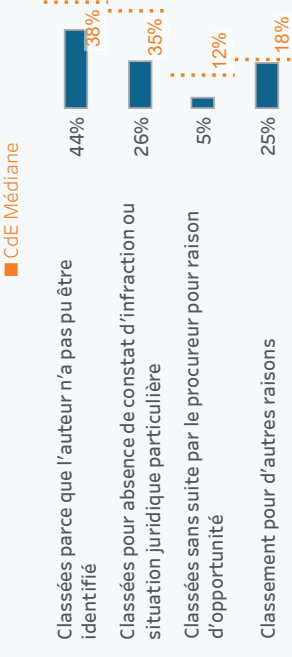 CdE Médiane
Classées parce que l'auteur n'a pas pu être
identifié
44%
38%
Classées pour absence de constat d'infraction ou
situation juridique particulière
26%
35%
Classées sans suite par le procureur pour raison
d'opportunité
5%
12%
Classement pour d'autres raisons
25%
18%